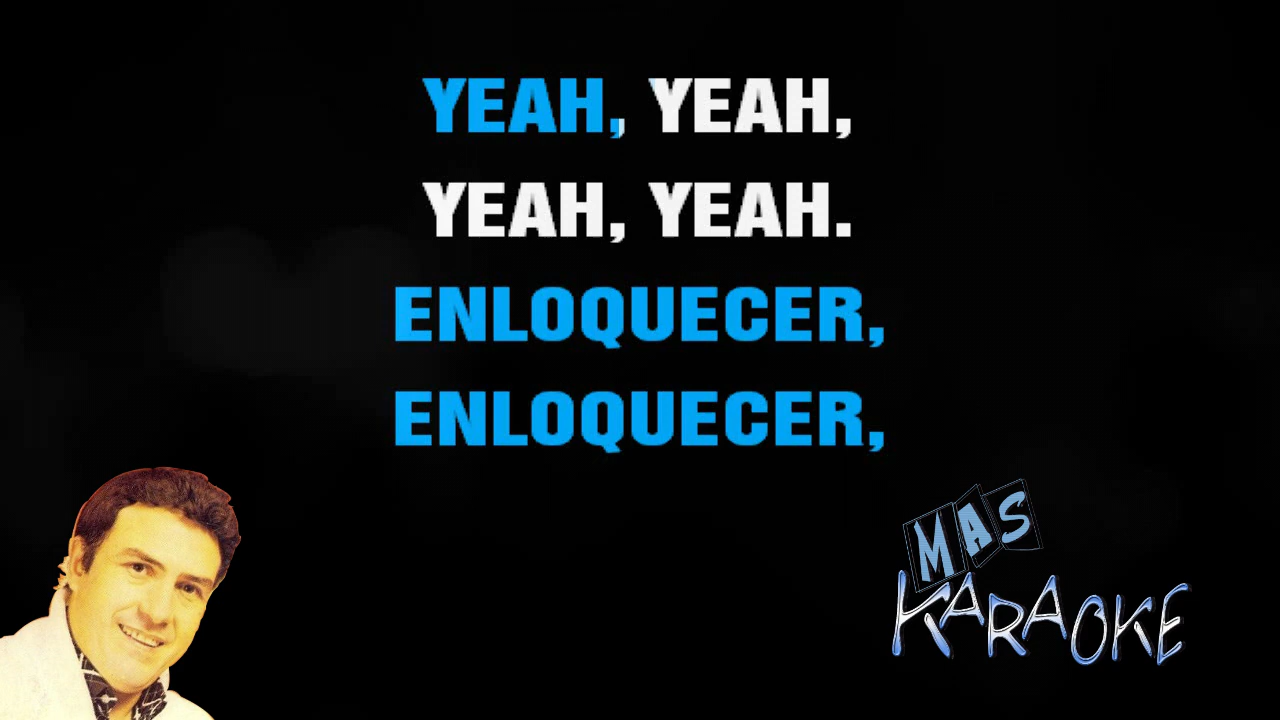 YEAH, YEAH,
YEAH, YEAH.
ENLOQUECER,
ENLOQUECER,
MAS
KARAOKE